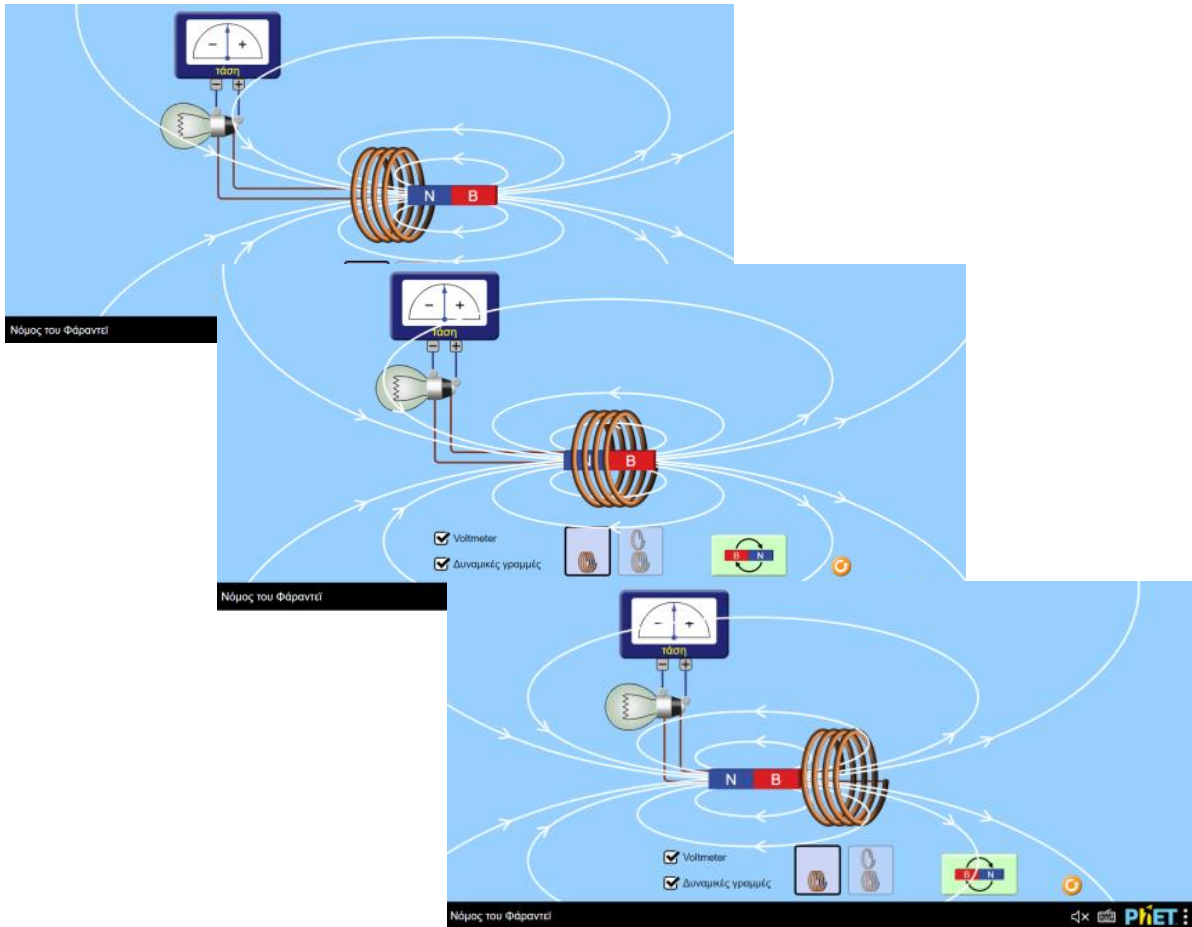 − +
τάση
− +
N B
Νόμος του Φάραντεϊ
− +
τάση
− +
B
Voltmeter
Δυναμικές γραμμές
B N
Νόμος του Φάραντεϊ
− +
τάση
− +
N B
Voltmeter
Δυναμικές γραμμές
B N
Νόμος του Φάραντεϊ
PhET